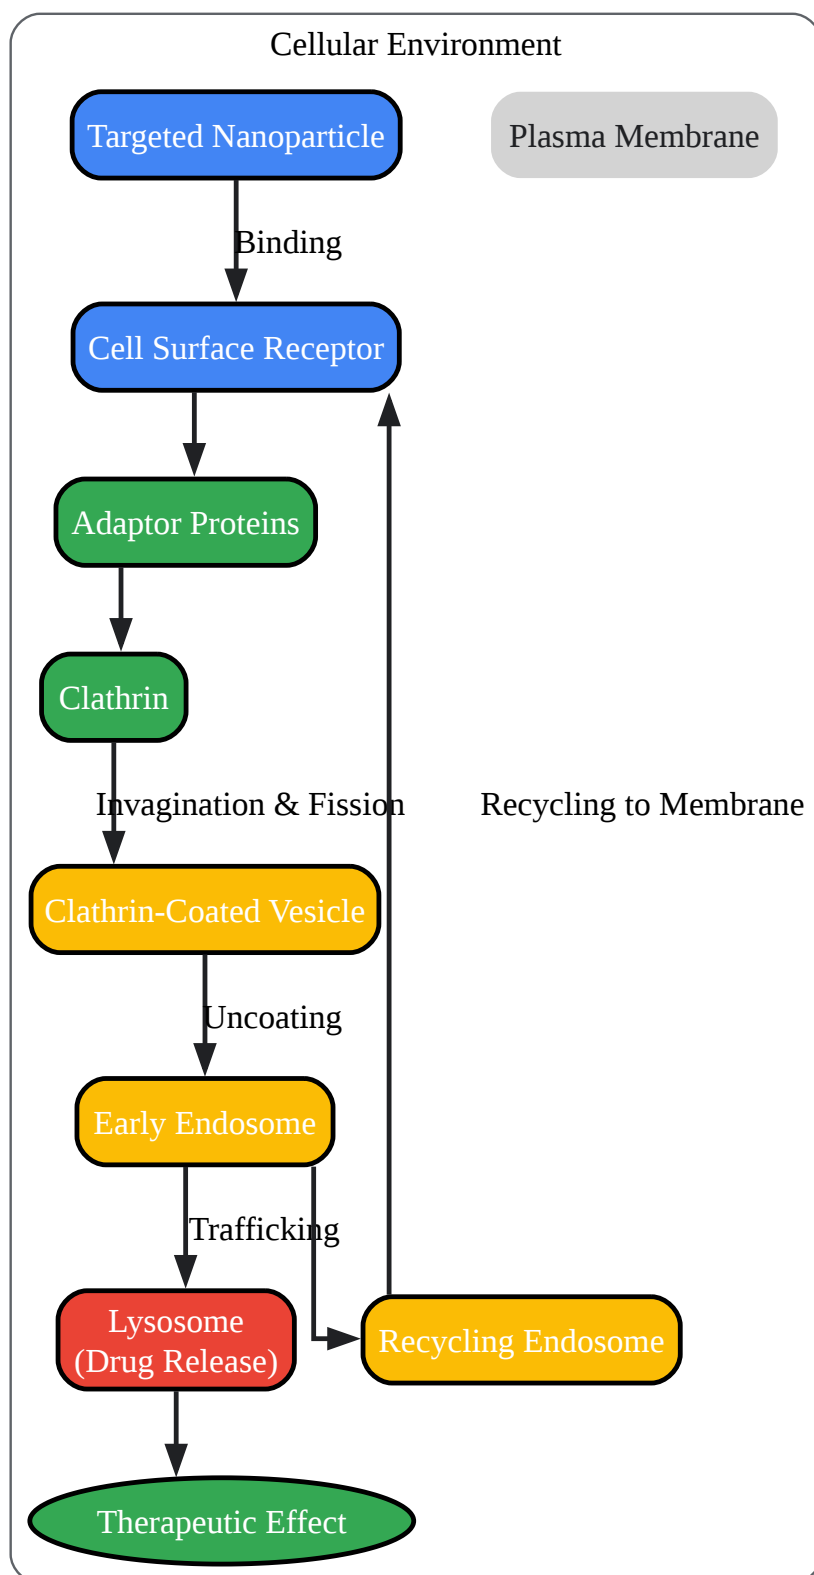 Cellular Environment
Targeted Nanoparticle
Plasma Membrane
Binding
Cell Surface Receptor
Adaptor Proteins
Clathrin
Invagination & Fission
Recycling to Membrane
Clathrin-Coated Vesicle
Uncoating
Early Endosome
Trafficking
Lysosome
(Drug Release)
Recycling Endosome
Therapeutic Effect